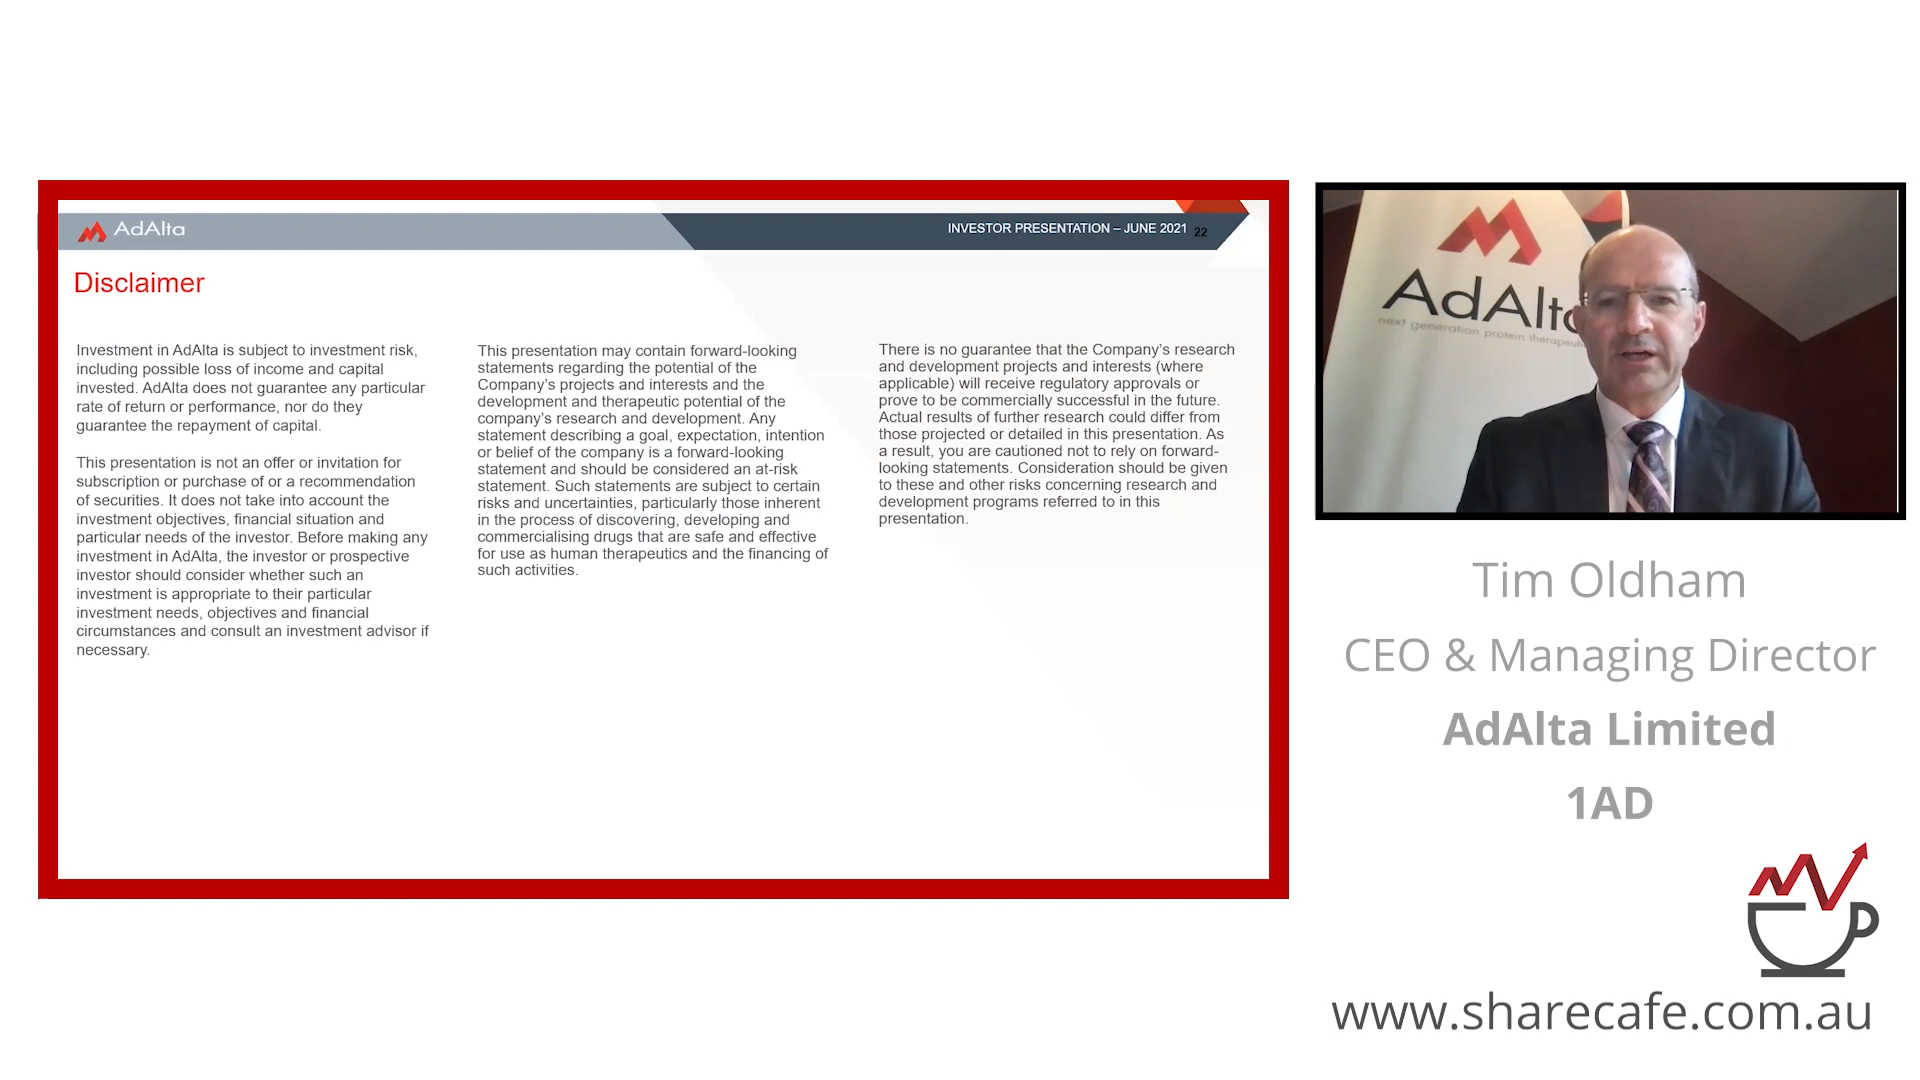 AdAlta
INVESTOR PRESENTATION – JUNE 2021 22
Disclaimer
Investment in AdAlta is subject to investment risk,
including possible loss of income and capital
invested. AdAlta does not guarantee any particular
rate of return or performance, nor do they
guarantee the repayment of capital.
This presentation is not an offer or invitation for
subscription or purchase of or a recommendation
of securities. It does not take into account the
investment objectives, financial situation and
particular needs of the investor. Before making any
investment in AdAlta, the investor or prospective
investor should consider whether such an
investment is appropriate to their particular
investment needs, objectives and financial
circumstances and consult an investment advisor if
necessary.
This presentation may contain forward-looking
statements regarding the potential of the
Company's projects and interests and the
development and therapeutic potential of the
company's research and development. Any
statement describing a goal, expectation, intention
or belief of the company is a forward-looking
statement and should be considered an at-risk
statement. Such statements are subject to certain
risks and uncertainties, particularly those inherent
in the process of discovering, developing and
commercialising drugs that are safe and effective
for use as human therapeutics and the financing of
such activities.
There is no guarantee that the Company's research
and development projects and interests (where
applicable) will receive regulatory approvals or
prove to be commercially successful in the future.
Actual results of further research could differ from
those projected or detailed in this presentation. As
a result, you are cautioned not to rely on forward-
looking statements. Consideration should be given
to these and other risks concerning research and
development programs referred to in this
presentation.
AdAlta
next generation protein therapeu
Tim Oldham
CEO & Managing Director
AdAlta Limited
1AD
www.sharecafe.com.au